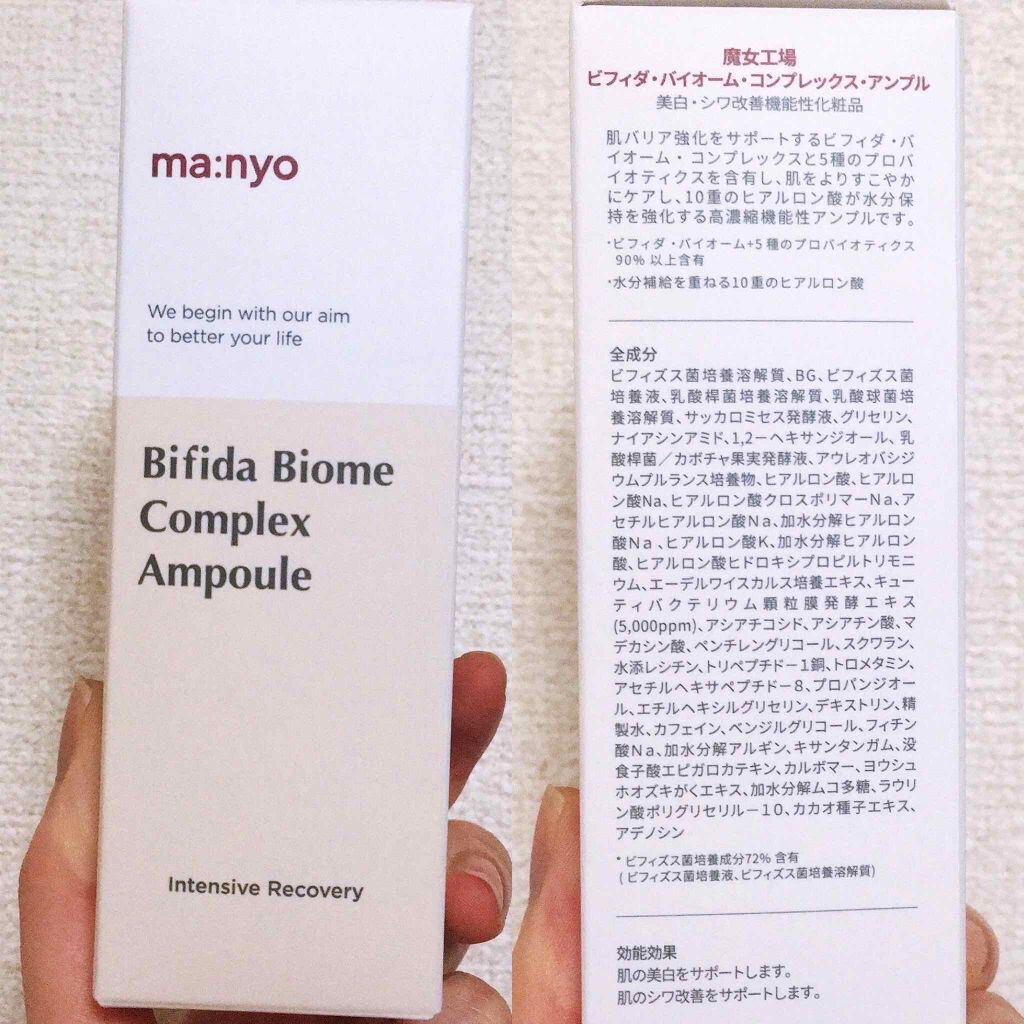 ma:nyo
We begin with our aim
to better your life
Bifida Biome
Complex
Ampoule
Intensive Recovery
魔女工場
ビフィダ・バイオーム・コンプレックス・アンプル
美白・シワ改善機能性化粧品
肌バリア強化をサポートするビフィダ・バ
イオーム・コンプレックスと5種のプロバ
イオティクスを含有し、肌をよりすこやか
にケアし、10重のヒアルロン酸が水分保
持を強化する高濃縮機能性アンプルです。
・ビフィダ・バイオーム+5種のプロバイオティクス
90% 以上含有
・水分補給を重ねる10重のヒアルロン酸
全成分
ビフィズス菌培養溶解質、BG、ビフィズス菌
培養液、乳酸桿菌培養溶解質、乳酸球菌培
養溶解質、サッカロミセス発酵液、グリセリン、
ナイアシンアミド、1,2－ヘキサンジオール、乳
酸桿菌／カボチャ果実発酵液、アウレオバシジ
ウムプルランス培養物、ヒアルロン酸、ヒアルロ
ン酸Na、ヒアルロン酸クロスポリマーNa、ア
セチルヒアルロン酸Na、加水分解ヒアルロン
酸Na、ヒアルロン酸K、加水分解ヒアルロン
酸、ヒアルロン酸ヒドロキシプロピルトリモニ
ウム、エーデルワイスカルス培養エキス、キュー
ティバクテリウム顆粒膜発酵エキス
(5,000ppm)、アシアチコシド、アシアチン酸、マ
デカシン酸、ペンチレングリコール、スクワラン、
水添レシチン、トリペプチド－１銅、トロメタミン、
アセチルヘキサペプチド－８、プロパンジオー
ル、エチルヘキシルグリセリン、デキストリン、精
製水、カフェイン、ベンジルグリコール、フィチン
酸Na、加水分解アルギン、キサンタンガム、没
食子酸エピガロカテキン、カルボマー、ヨウシュ
ホオズキがくエキス、加水分解ムコ多糖、ラウリ
ン酸ポリグリセリル－１０、カカオ種子エキス、
アデノシン
* ビフィズス菌培養成分72% 含有
( ビフィズス菌培養液、ビフィズス菌培養溶解質)
効能効果
肌の美白をサポートします。
肌のシワ改善をサポートします。